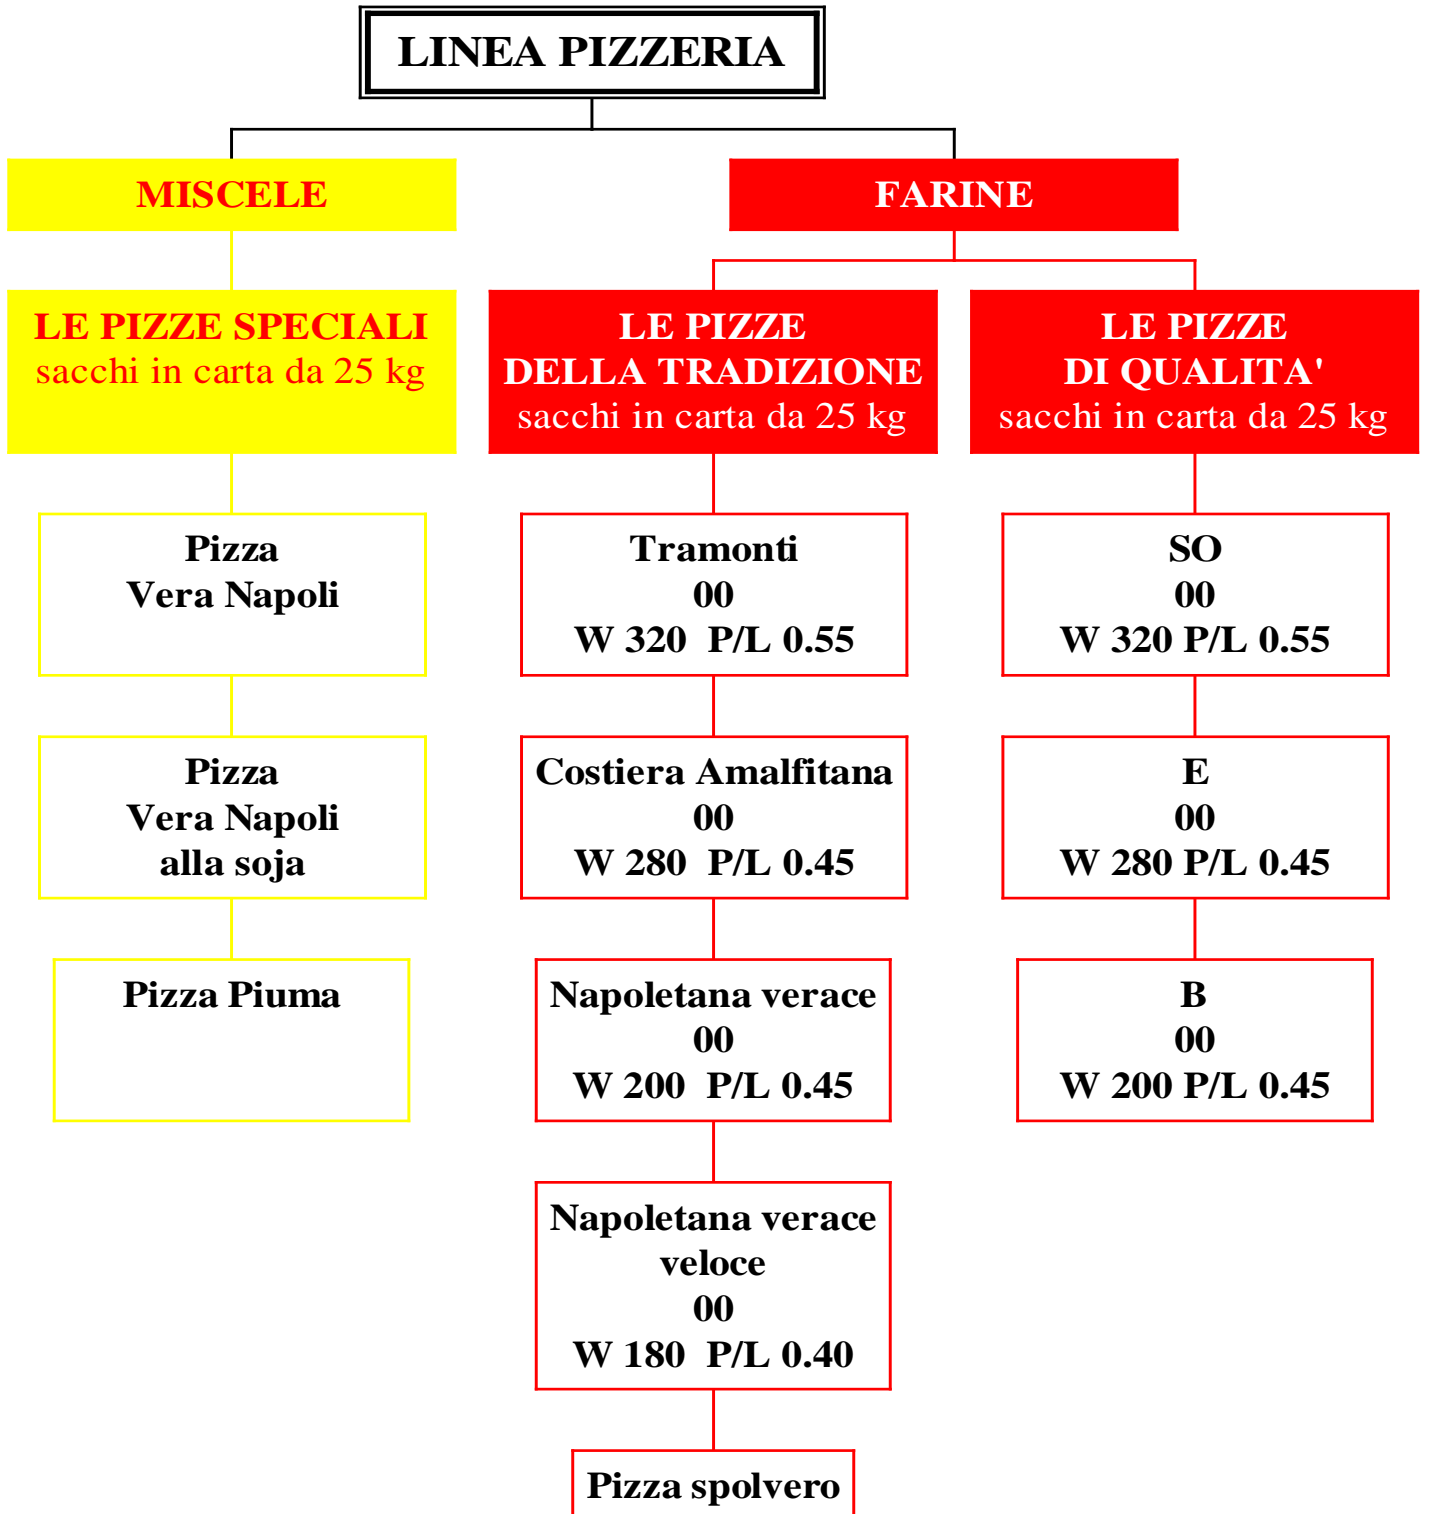 LINEA PIZZERIA
MISCELE
FARINE
LE PIZZE SPECIALI
sacchi in carta da 25 kg
LE PIZZE
DELLA TRADIZIONE
sacchi in carta da 25 kg
LE PIZZE
DI QUALITA'
sacchi in carta da 25 kg
Pizza
Vera Napoli
Tramonti
00
W 320  P/L 0.55
SO
00
W 320 P/L 0.55
Pizza
Vera Napoli
alla soja
Costiera Amalfitana
00
W 280  P/L 0.45
E
00
W 280 P/L 0.45
Pizza Piuma
Napoletana verace
00
W 200  P/L 0.45
B
00
W 200 P/L 0.45
Napoletana verace
veloce
00
W 180  P/L 0.40
Pizza spolvero